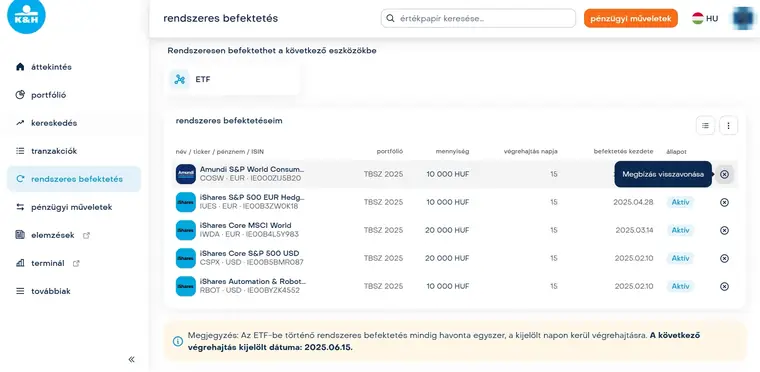 K&H
rendszeres befektetés
értékpapír keresése...
pénzügyi műveletek
HU
áttekintés
portfólió
kereskedés
tranzakciók
rendszeres befektetés
pénzügyi műveletek
elemzések
terminál
továbbiak
Rendszeresen befektethet a következő eszközökbe
ETF
rendszeres befektetéseim
név / ticker / pénznem / ISIN portfólió mennyiség végrehajtás napja befektetés kezdete állapot
Amundi Amundi S&P World Consum...
COSW · EUR · IE000ZIJ5B20 TBSZ 2025 10 000 HUF 15 Megbízás visszavonása
iShares iShares S&P 500 EUR Hedg...
IUES · EUR · IE00B3ZW0K18 TBSZ 2025 10 000 HUF 15 2025.04.28 Aktív
iShares iShares Core MSCI World
IWDA · EUR · IE00B4L5Y983 TBSZ 2025 20 000 HUF 15 2025.03.14 Aktív
iShares iShares Core S&P 500 USD
CSPX · USD · IE00B5BMR087 TBSZ 2025 20 000 HUF 15 2025.02.10 Aktív
iShares iShares Automation & Robot...
RBOT · USD · IE00BYZK4552 TBSZ 2025 10 000 HUF 15 2025.02.10 Aktív
Megjegyzés: Az ETF-be történő rendszeres befektetés mindig havonta egyszer, a kijelölt napon kerül végrehajtásra. A következő
végrehajtás kijelölt dátuma: 2025.06.15.